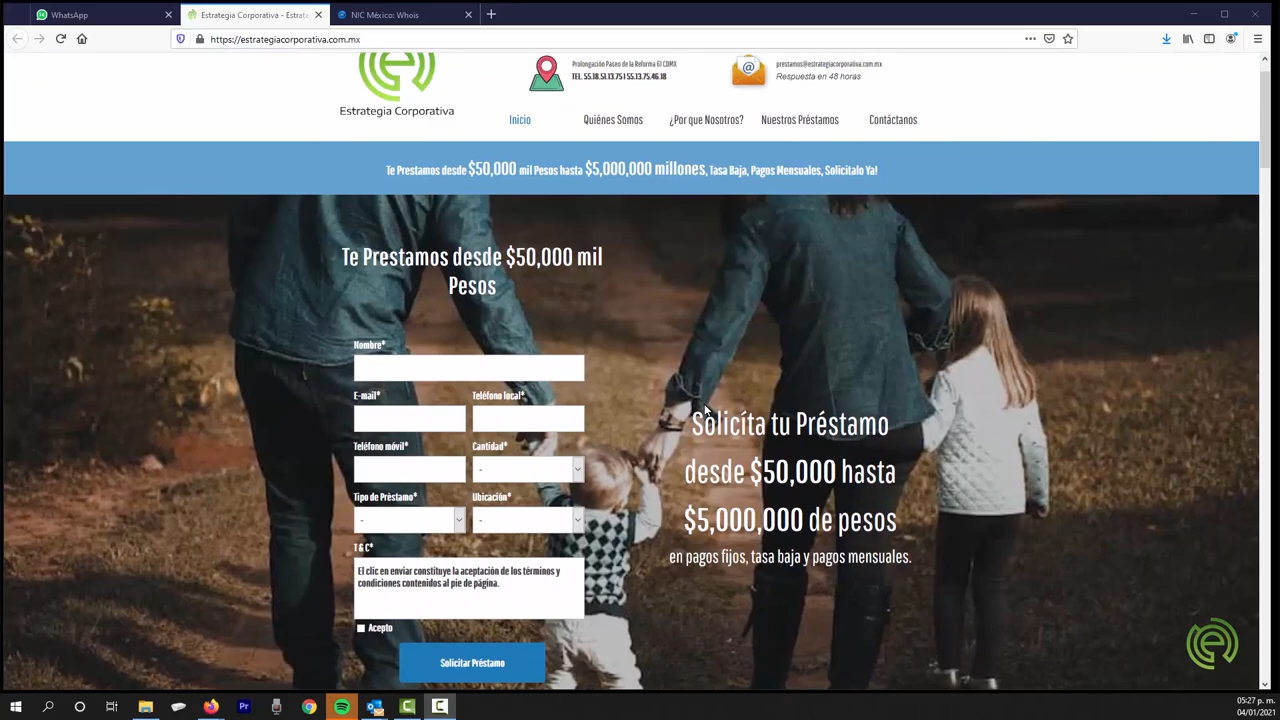 WhatsApp
Estrategia Corporativa - Estrate
NIC México: Whois
https://estrategiacorporativa.com.mx
Estrategia Corporativa
Prolongación Paseo de la Reforma 61 CDMX
TEL. 55.18.51.13.75 I 55.13.75.46.18
prestamos@estrategiacorporativa.com.mx
Respuesta en 48 horas
Inicio
Quiénes Somos
¿Por que Nosotros?
Nuestros Préstamos
Contáctanos
Te Prestamos desde $50,000 mil Pesos hasta $5,000,000 millones, Tasa Baja, Pagos Mensuales, Solicitalo Ya!
Te Prestamos desde $50,000 mil
Pesos
Nombre*
E-mail*
Teléfono local*
Teléfono móvil*
Cantidad*
-
Tipo de Préstamo*
Ubicación*
-
-
T & C*
El clic en enviar constituye la aceptación de los términos y
condiciones contenidos al pie de página.
Acepto
Solicitar Préstamo
Solicíta tu Préstamo
desde $50,000 hasta
$5,000,000 de pesos
en pagos fijos, tasa baja y pagos mensuales.
05:27 p. m.
04/01/2021